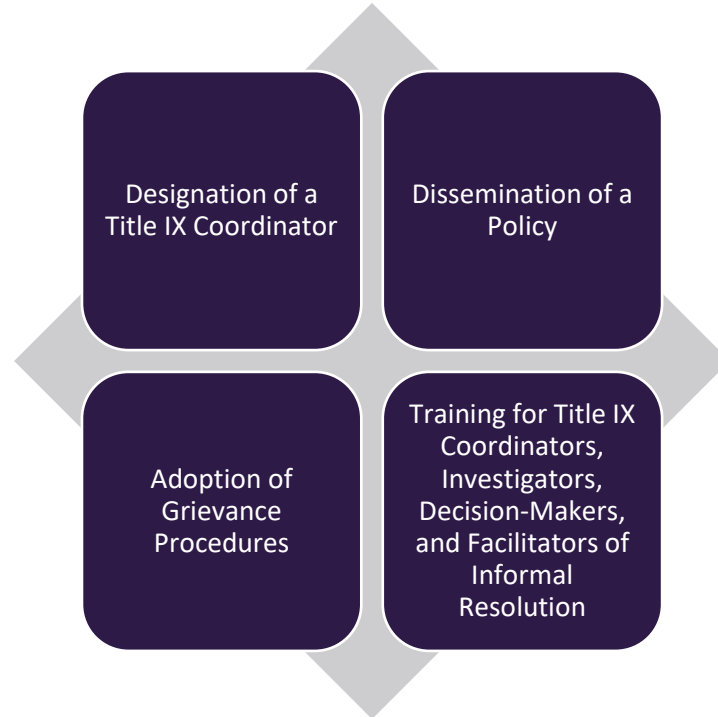 Designation of a
Title IX Coordinator
Dissemination of a
Policy
Adoption of
Grievance
Procedures
Training for Title IX
Coordinators,
Investigators,
Decision-Makers,
and Facilitators of
Informal
Resolution